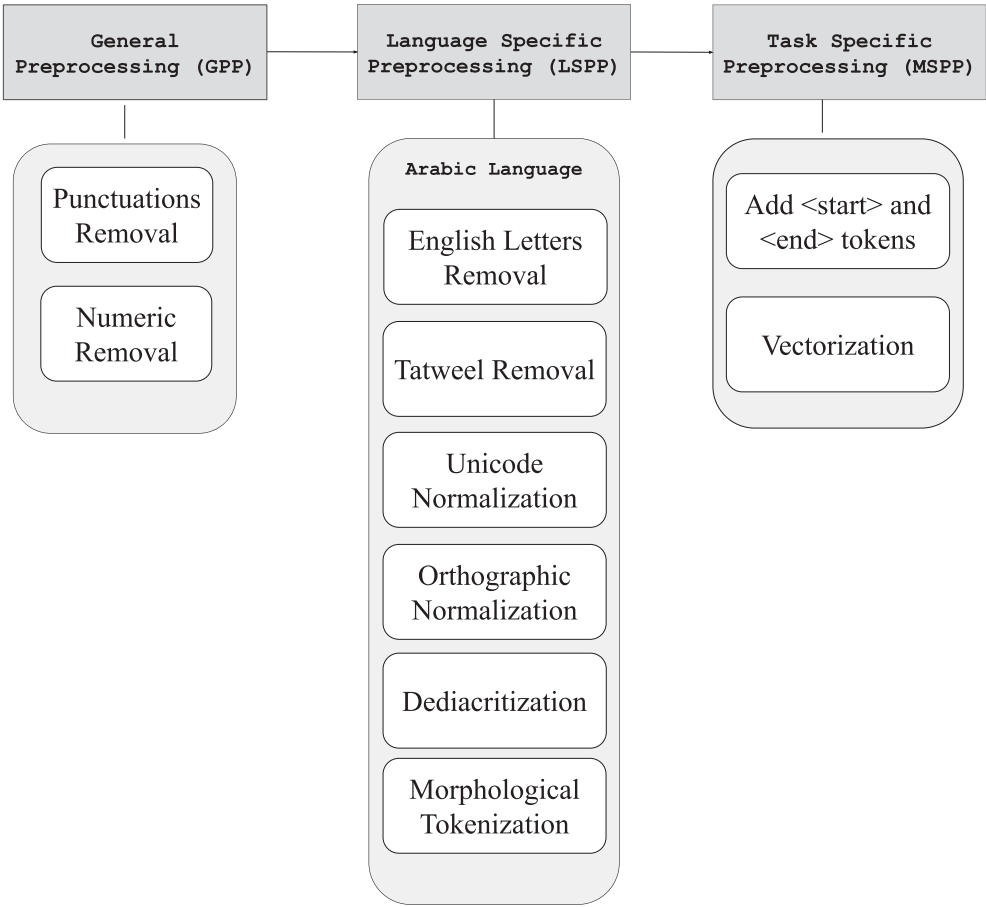 General
Preprocessing (GPP)
Language Specific
Preprocessing (LSPP)
Task Specific
Preprocessing (MSPP)
Punctuations
Removal
Numeric
Removal
Arabic Language
English Letters
Removal
Tatweel Removal
Unicode
Normalization
Orthographic
Normalization
Dediacritization
Morphological
Tokenization
Add <start> and
<end> tokens
Vectorization